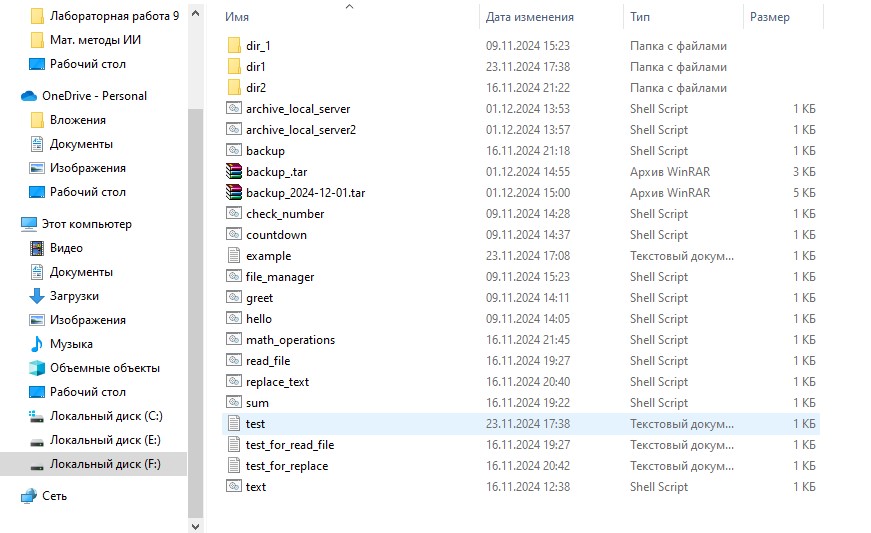 Лабораторная работа 9
Мат. методы ИИ
Рабочий стол
OneDrive - Personal
Вложения
Документы
Изображения
Рабочий стол
Этот компьютер
Видео
Документы
Загрузки
Изображения
Музыка
Объемные объекты
Рабочий стол
Локальный диск (C:)
Локальный диск (E:)
Локальный диск (F:)
Сеть
Имя Дата изменения Тип Размер
dir_1 09.11.2024 15:23 Папка с файлами
dir1 23.11.2024 17:38 Папка с файлами
dir2 16.11.2024 21:22 Папка с файлами
archive_local_server 01.12.2024 13:53 Shell Script 1 КБ
archive_local_server2 01.12.2024 13:57 Shell Script 1 КБ
backup 16.11.2024 21:18 Shell Script 1 КБ
backup_.tar 01.12.2024 14:55 Архив WinRAR 3 КБ
backup_2024-12-01.tar 01.12.2024 15:00 Архив WinRAR 5 КБ
check_number 09.11.2024 14:28 Shell Script 1 КБ
countdown 09.11.2024 14:37 Shell Script 1 КБ
example 23.11.2024 17:08 Текстовый докум... 1 КБ
file_manager 09.11.2024 15:23 Shell Script 1 КБ
greet 09.11.2024 14:11 Shell Script 1 КБ
hello 09.11.2024 14:05 Shell Script 1 КБ
math_operations 16.11.2024 21:45 Shell Script 1 КБ
read_file 16.11.2024 19:27 Shell Script 1 КБ
replace_text 16.11.2024 20:40 Shell Script 1 КБ
sum 16.11.2024 19:22 Shell Script 1 КБ
test 23.11.2024 17:38 Текстовый докум... 1 КБ
test_for_read_file 16.11.2024 19:27 Текстовый докум... 1 КБ
test_for_replace 16.11.2024 20:42 Текстовый докум... 1 КБ
text 16.11.2024 12:38 Shell Script 1 КБ